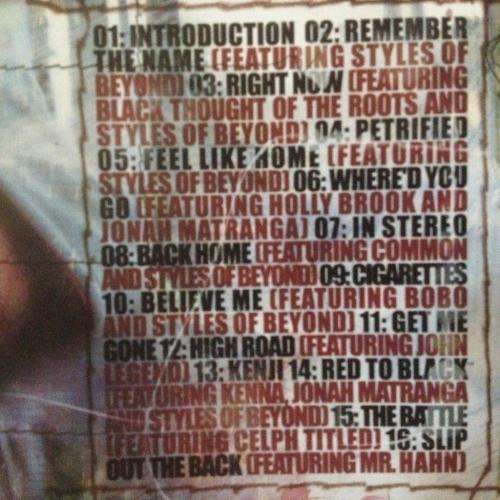 01: INTRODUCTION 02: REMEMBER
THE NAME (FEATURING STYLES OF
BEYOND) 03: RIGHT NOW (FEATURING
BLACK THOUGHT OF THE ROOTS AND
STYLES OF BEYOND) 04: PETRIFIED
05: FEEL LIKE HOME (FEATURING
STYLES OF BEYOND) 06: WHERE'D YOU
GO (FEATURING HOLLY BROOK AND
JONAH MATRANGA) 07: IN STEREO
08: BACK HOME (FEATURING COMMON
AND STYLES OF BEYOND) 09: CIGARETTES
10: BELIEVE ME (FEATURING BOBO
AND STYLES OF BEYOND) 11: GET ME
GONE 12: HIGH ROAD (FEATURING JOHN
LEGEND) 13: KENJI 14: RED TO BLACK
(FEATURING KENNA, JONAH MATRANGA
AND STYLES OF BEYOND) 15: THE BATTLE
(FEATURING CELPH TITLED) 16: SLIP
OUT THE BACK (FEATURING MR. HAHN)